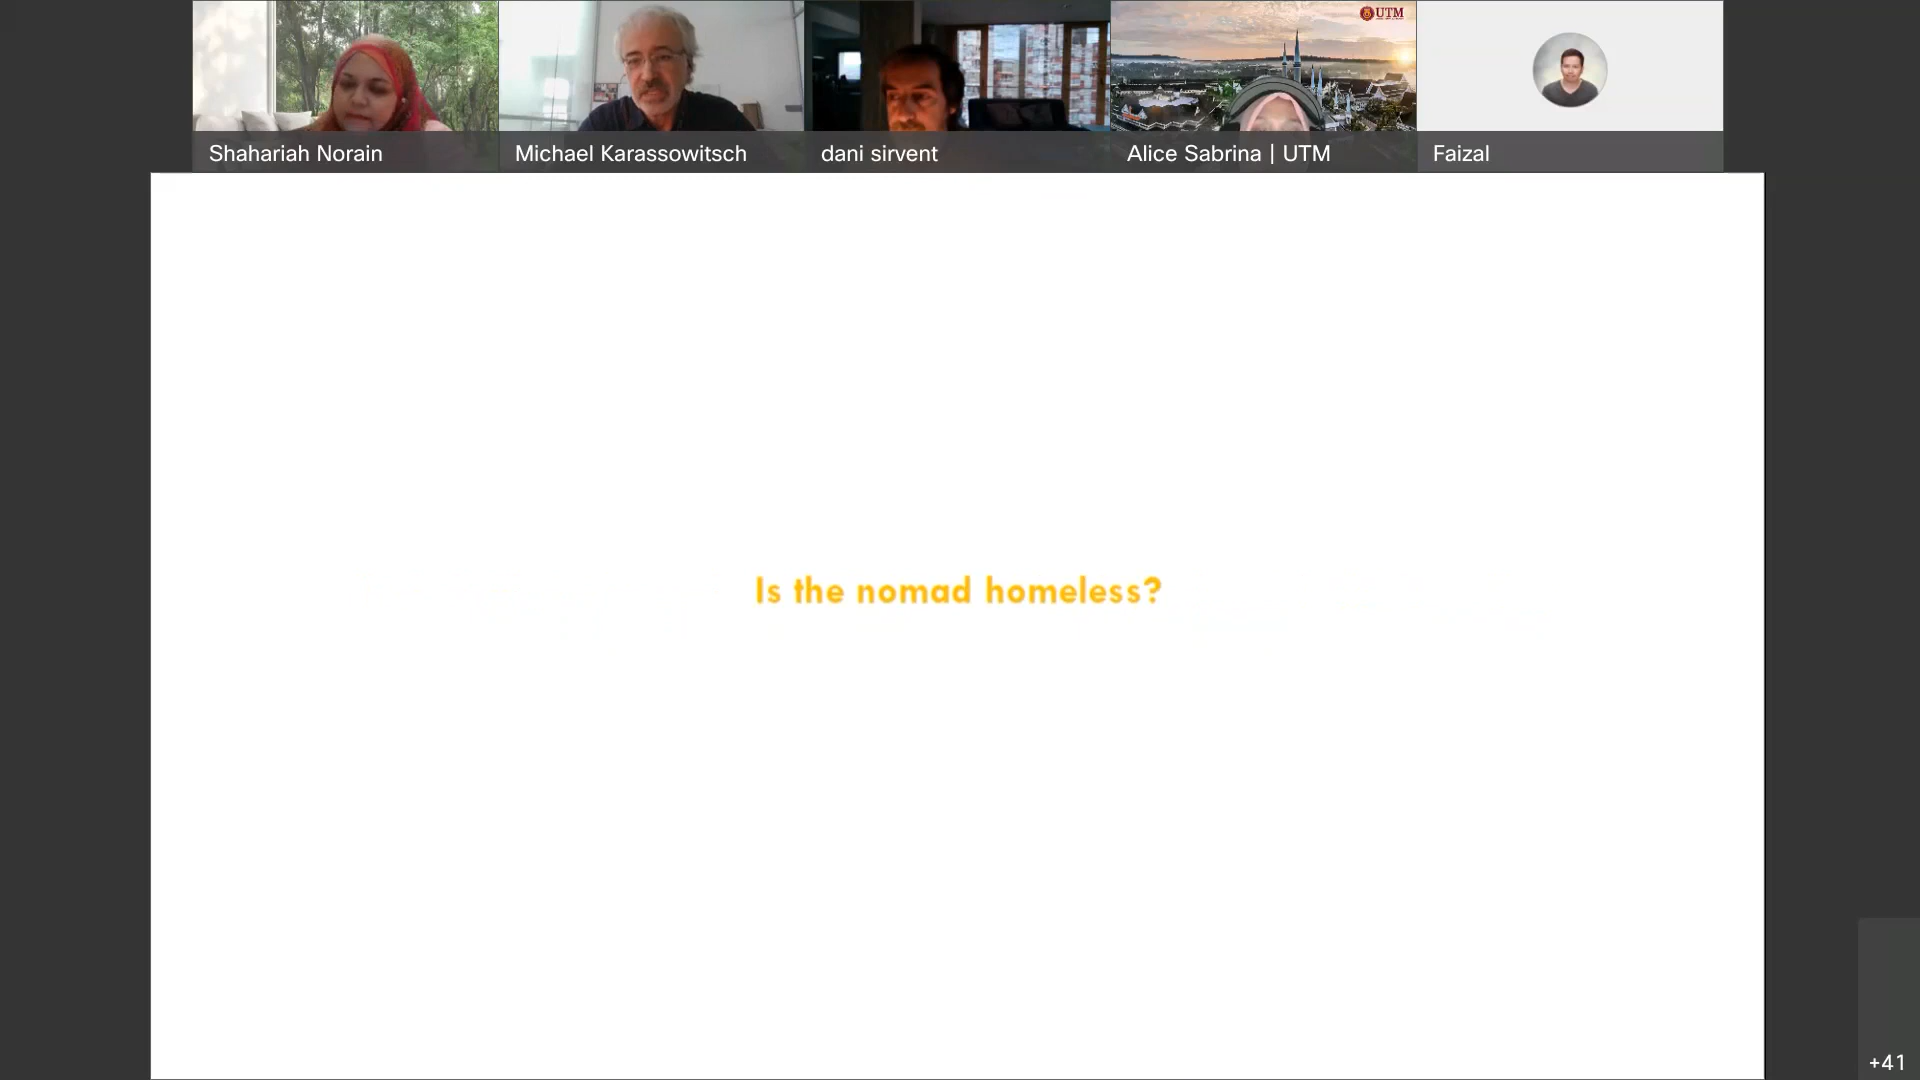 UTM
Shahariah Norain
Michael Karassowitsch
dani sirvent
Alice Sabrina | UTM
Faizal
Is the nomad homeless?
+41